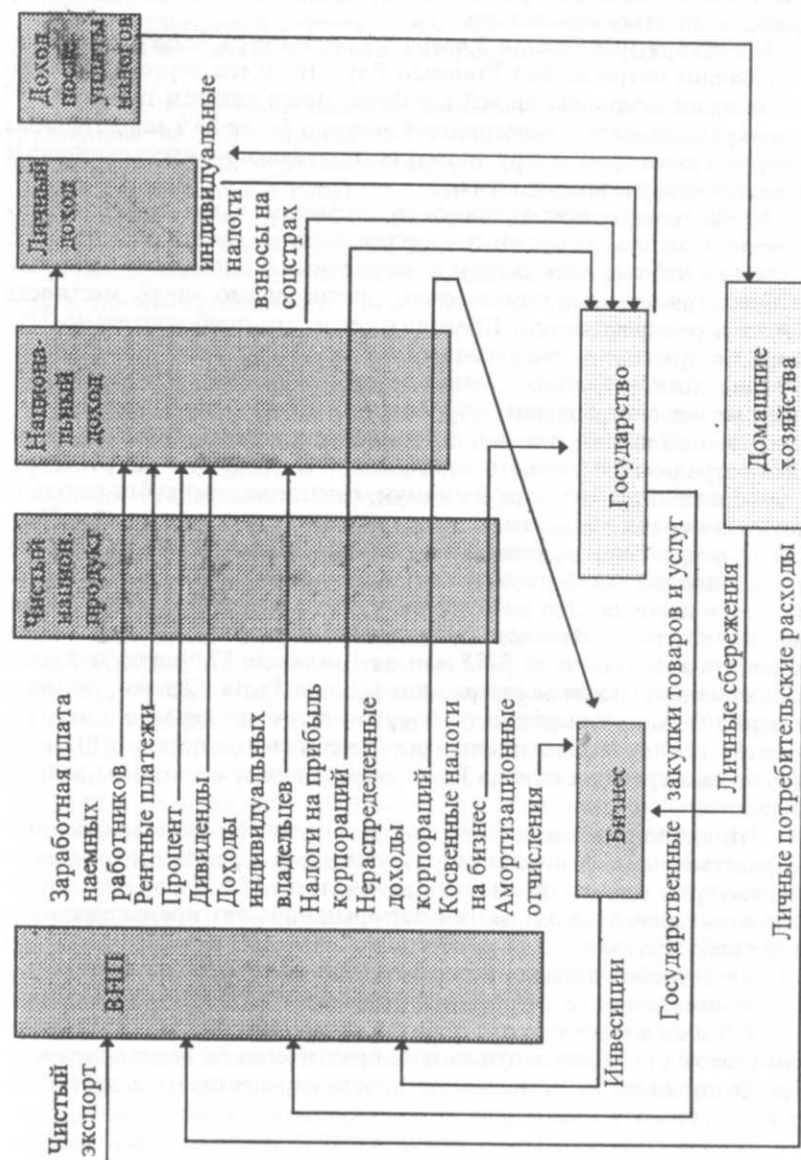 Чистый
экспорт
ВНП
Заработная плата
наемных
работников
Рентные платежи
Процент
Дивиденды
Доходы
индивидуальных
владельцев
Налоги на прибыль
корпораций
Нераспределенные
доходы
корпораций
Косвенные налоги
на бизнес
Амортизационные
отчисления
Чистый
национ.
продукт
Национа-
льный
доход
Личный
доход
Доход
после
уплаты
налогов
индивидуальные
налоги
взносы на
соцстрах
Государство
Бизнес
Домашние
хозяйства
Инвестиции
Государственные закупки товаров и услуг
Личные сбережения
Личные потребительские расходы